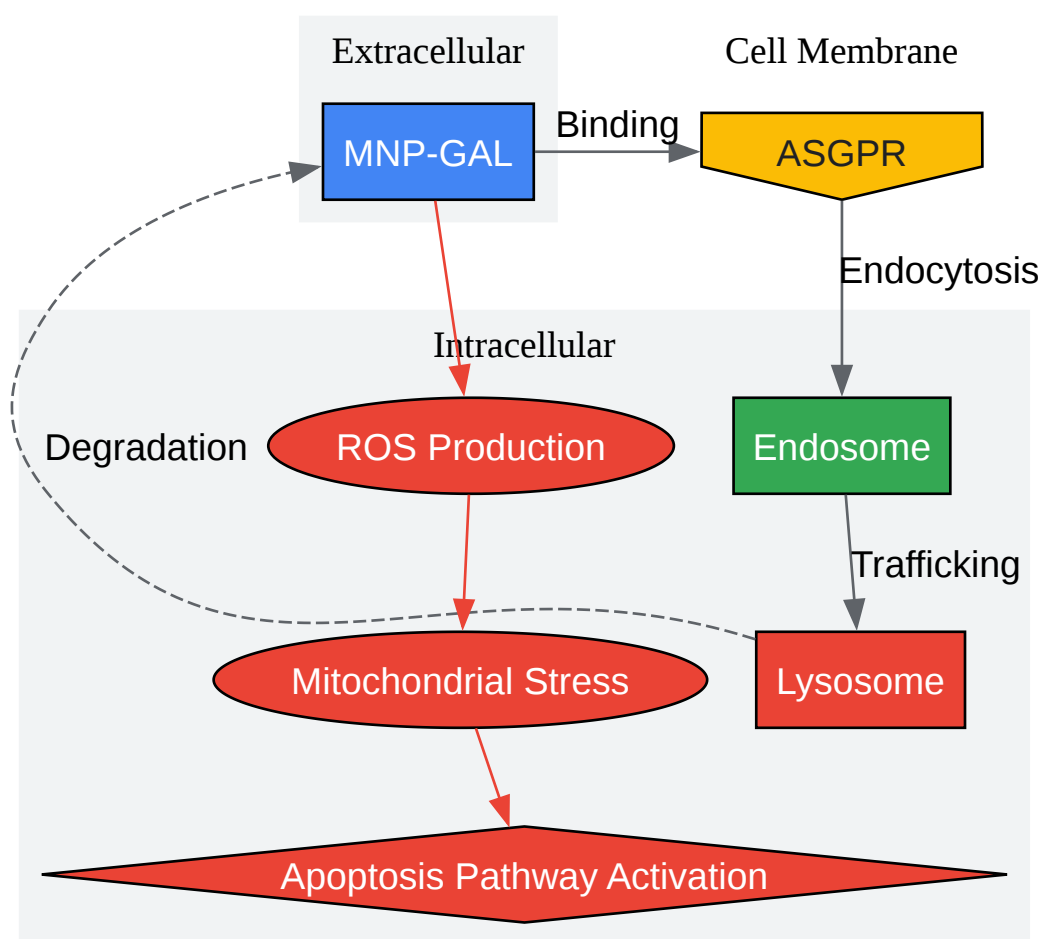 Extracellular
Cell Membrane
MNP-GAL
Binding
ASGPR
Endocytosis
Intracellular
Degradation
ROS Production
Endosome
Trafficking
Mitochondrial Stress
Lysosome
Apoptosis Pathway Activation